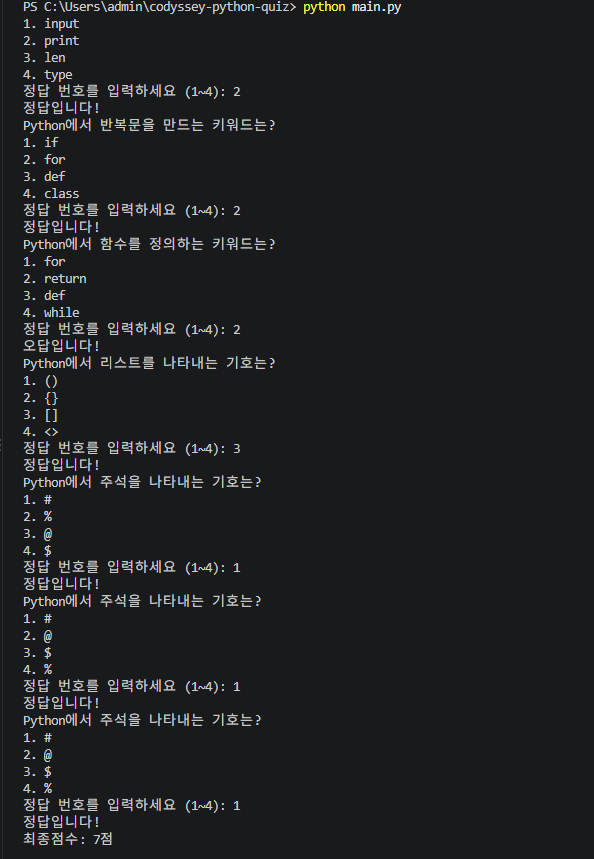 PS C:\Users\admin\codyssey-python-quiz> python main.py
1. input
2. print
3. len
4. type
정답 번호를 입력하세요 (1~4): 2
정답입니다!
Python에서 반복문을 만드는 키워드는?
1. if
2. for
3. def
4. class
정답 번호를 입력하세요 (1~4): 2
정답입니다!
Python에서 함수를 정의하는 키워드는?
1. for
2. return
3. def
4. while
정답 번호를 입력하세요 (1~4): 2
오답입니다!
Python에서 리스트를 나타내는 기호는?
1. ()
2. {}
3. []
4. <>
정답 번호를 입력하세요 (1~4): 3
정답입니다!
Python에서 주석을 나타내는 기호는?
1. #
2. %
3. @
4. $
정답 번호를 입력하세요 (1~4): 1
정답입니다!
Python에서 주석을 나타내는 기호는?
1. #
2. @
3. $
4. %
정답 번호를 입력하세요 (1~4): 1
정답입니다!
Python에서 주석을 나타내는 기호는?
1. #
2. @
3. $
4. %
정답 번호를 입력하세요 (1~4): 1
정답입니다!
최종점수: 7점